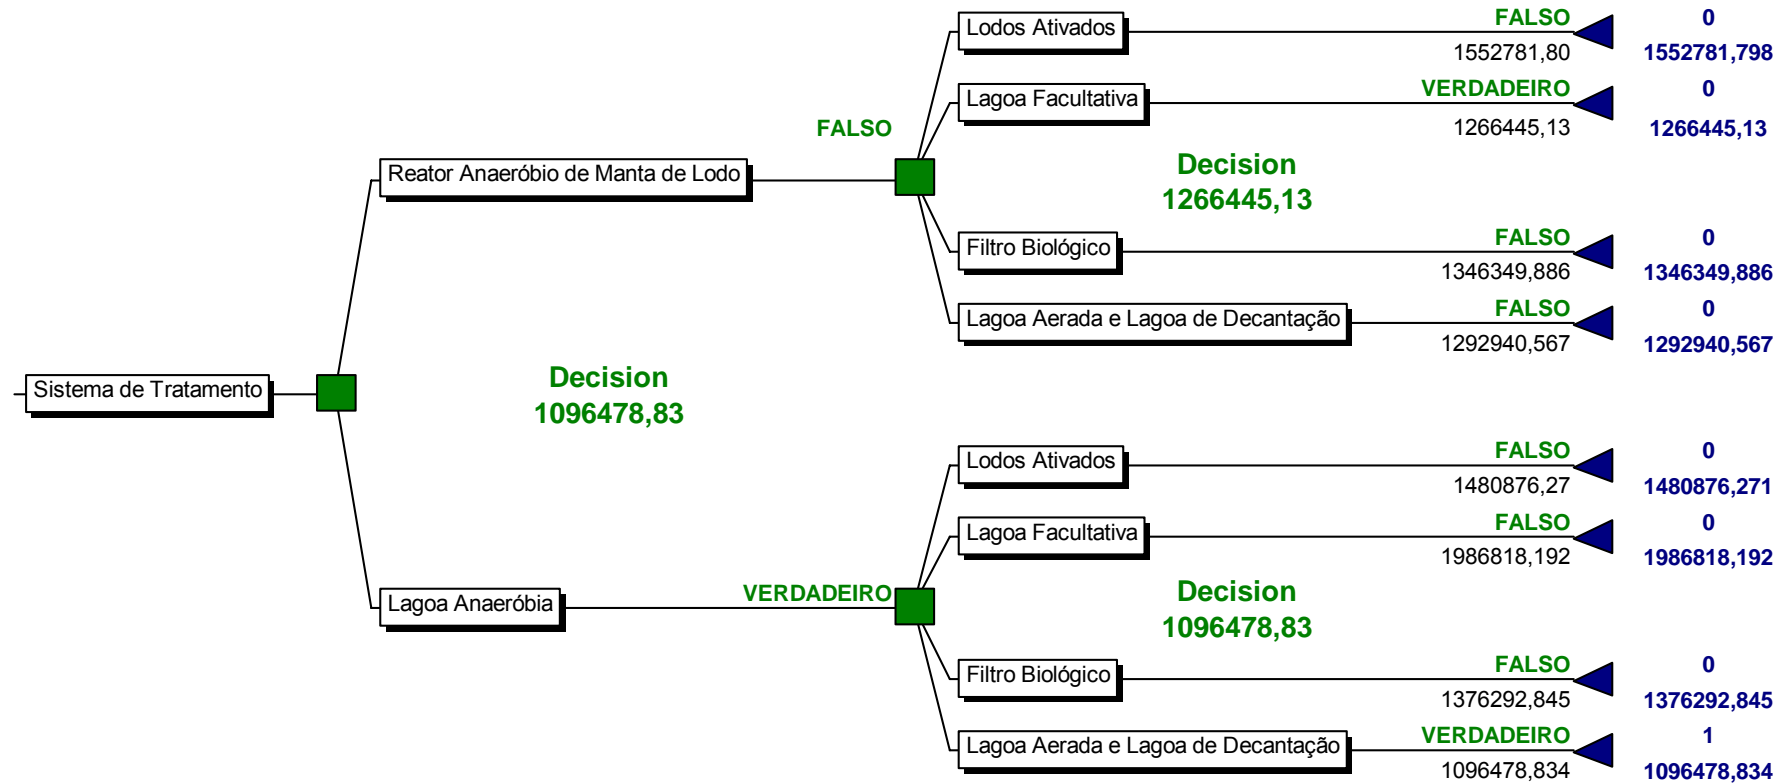 Lodos Ativados
FALSO
0
1552781,80
1552781,798
Lagoa Facultativa
VERDADEIRO
0
1266445,13
1266445,13
FALSO
Reator Anaeróbio de Manta de Lodo
Decision
1266445,13
Filtro Biológico
FALSO
0
1346349,886
1346349,886
Lagoa Aerada e Lagoa de Decantação
FALSO
0
1292940,567
1292940,567
Sistema de Tratamento
Decision
1096478,83
Lodos Ativados
FALSO
0
1480876,27
1480876,271
Lagoa Facultativa
FALSO
0
1986818,192
1986818,192
Lagoa Anaeróbia
VERDADEIRO
Decision
1096478,83
Filtro Biológico
FALSO
0
1376292,845
1376292,845
Lagoa Aerada e Lagoa de Decantação
VERDADEIRO
1
1096478,834
1096478,834